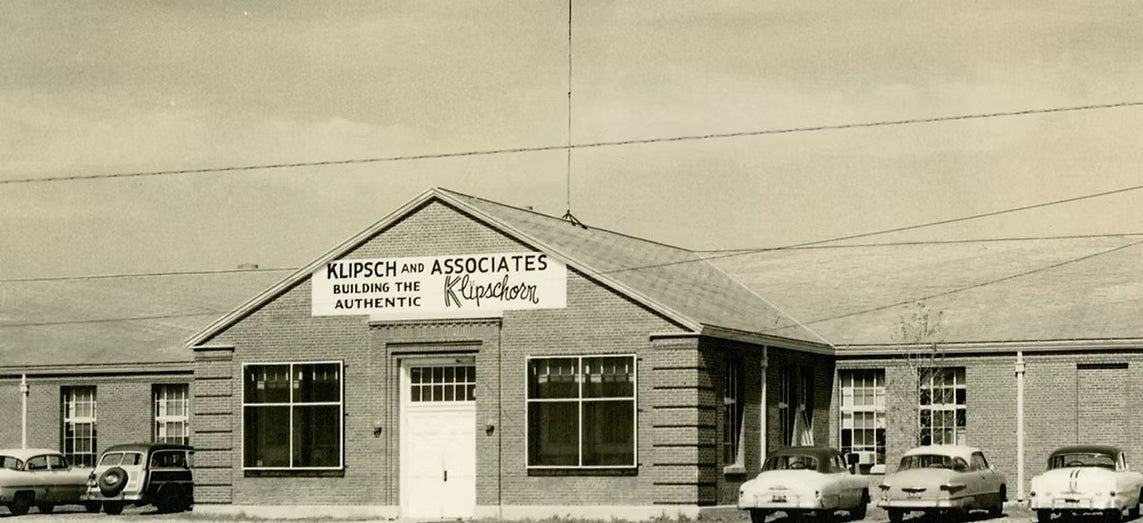 KLIPSCH AND ASSOCIATES
BUILDING THE
AUTHENTIC Klipschorn